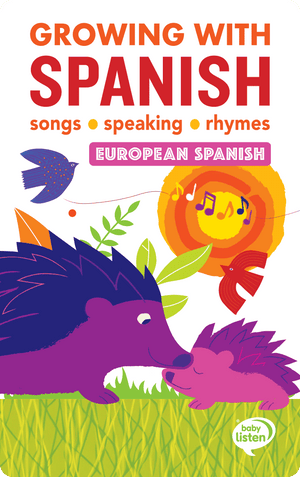 GROWING WITH
SPANISH
songs • speaking • rhymes
EUROPEAN SPANISH
baby
listen